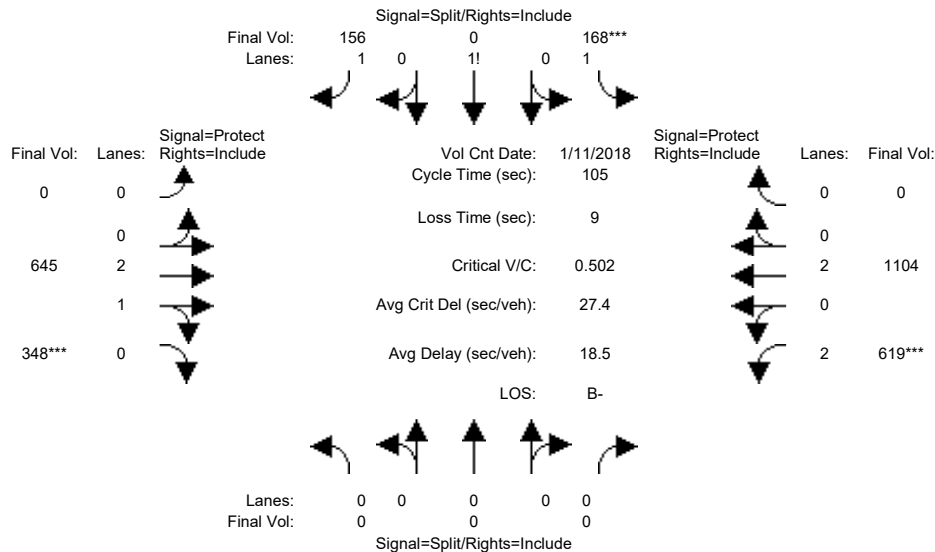 Signal=Split/Rights=Include
Final Vol: 156 0 168***
Lanes: 1 0 1! 0 1
Signal=Protect Signal=Protect
Final Vol: Lanes: Rights=Include Vol Cnt Date: 1/11/2018 Rights=Include Lanes: Final Vol:
Cycle Time (sec): 105
0 0 0 0
Loss Time (sec): 9
0 0
645 2 Critical V/C: 0.502 2 1104
1 Avg Crit Del (sec/veh): 27.4 0
348*** 0 Avg Delay (sec/veh): 18.5 2 619***
LOS: B-
Lanes: 0 0 0 0 0
Final Vol: 0 0 0
Signal=Split/Rights=Include